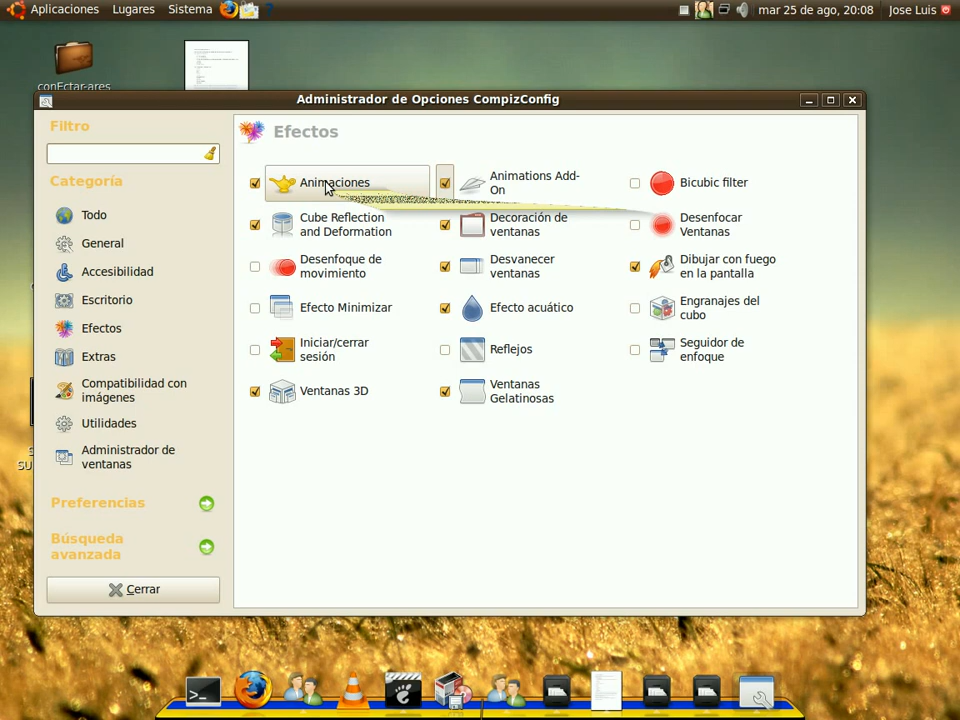 Aplicaciones Lugares Sistema
mar 25 de ago, 20:08 Jose Luis
conEctar-ares
Administrador de Opciones CompizConfig
Filtro
Categoría
Todo
General
Accesibilidad
Escritorio
Efectos
Extras
Compatibilidad con
imágenes
Utilidades
Administrador de
ventanas
Preferencias
Búsqueda
avanzada
Cerrar
Efectos
Animaciones
Animations Add-
On
Bicubic filter
Cube Reflection
and Deformation
Decoración de
ventanas
Desenfocar
Ventanas
Desenfoque de
movimiento
Desvanecer
ventanas
Dibujar con fuego
en la pantalla
Efecto Minimizar
Efecto acuático
Engranajes del
cubo
Iniciar/cerrar
sesión
Reflejos
Seguidor de
enfoque
Ventanas 3D
Ventanas
Gelatinosas